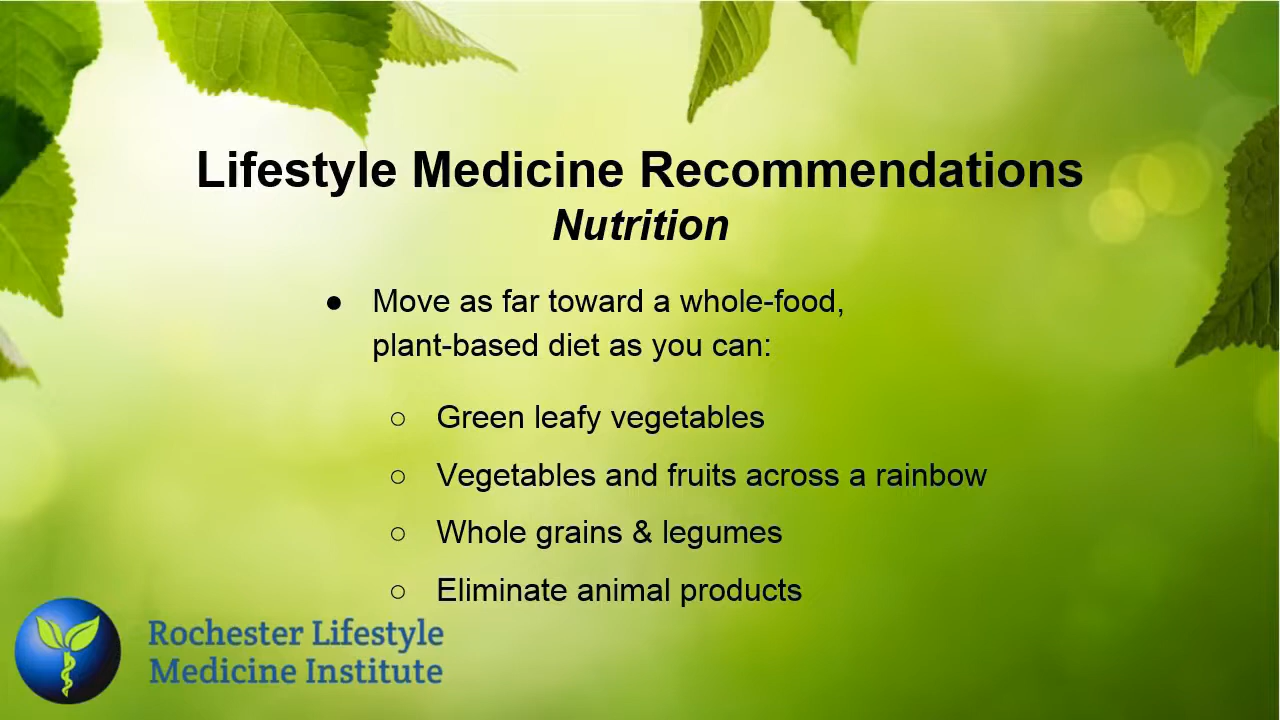 Lifestyle Medicine Recommendations
Nutrition
● Move as far toward a whole-food,
plant-based diet as you can:
○ Green leafy vegetables
○ Vegetables and fruits across a rainbow
○ Whole grains & legumes
○ Eliminate animal products
Rochester Lifestyle
Medicine Institute